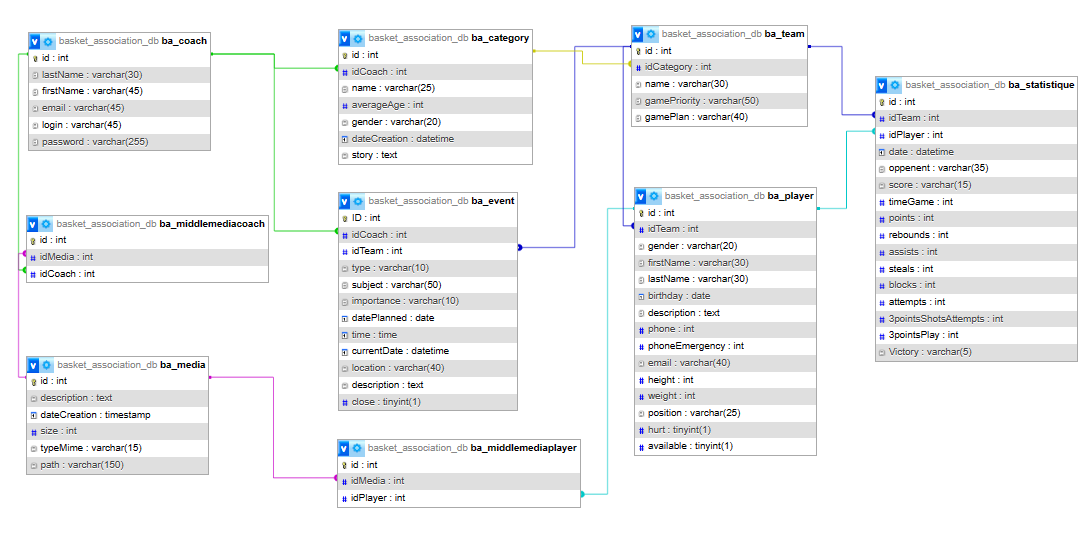 basket_association_db ba_coach
id : int
lastName : varchar(30)
firstName : varchar(45)
email : varchar(45)
login : varchar(45)
password : varchar(255)
basket_association_db ba_category
id : int
idCoach : int
name : varchar(25)
averageAge : int
gender : varchar(20)
dateCreation : datetime
story : text
basket_association_db ba_team
id : int
idCategory : int
name : varchar(30)
gamePriority : varchar(50)
gamePlan : varchar(40)
basket_association_db ba_statistique
id : int
idTeam : int
idPlayer : int
date : datetime
oppenent : varchar(35)
score : varchar(15)
timeGame : int
points : int
rebounds : int
assists : int
steals : int
blocks : int
attempts : int
3pointsShotsAttempts : int
3pointsPlay : int
Victory : varchar(5)
basket_association_db ba_middlemediacoach
id : int
idMedia : int
idCoach : int
basket_association_db ba_event
ID : int
idCoach : int
idTeam : int
type : varchar(10)
subject : varchar(50)
importance : varchar(10)
datePlanned : date
time : time
currentDate : datetime
location : varchar(40)
description : text
close : tinyint(1)
basket_association_db ba_player
id : int
idTeam : int
gender : varchar(20)
firstName : varchar(30)
lastName : varchar(30)
birthday : date
description : text
phone : int
phoneEmergency : int
email : varchar(40)
height : int
weight : int
position : varchar(25)
hurt : tinyint(1)
available : tinyint(1)
basket_association_db ba_media
id : int
description : text
dateCreation : timestamp
size : int
typeMime : varchar(15)
path : varchar(150)
basket_association_db ba_middlemediaplayer
id : int
idMedia : int
idPlayer : int